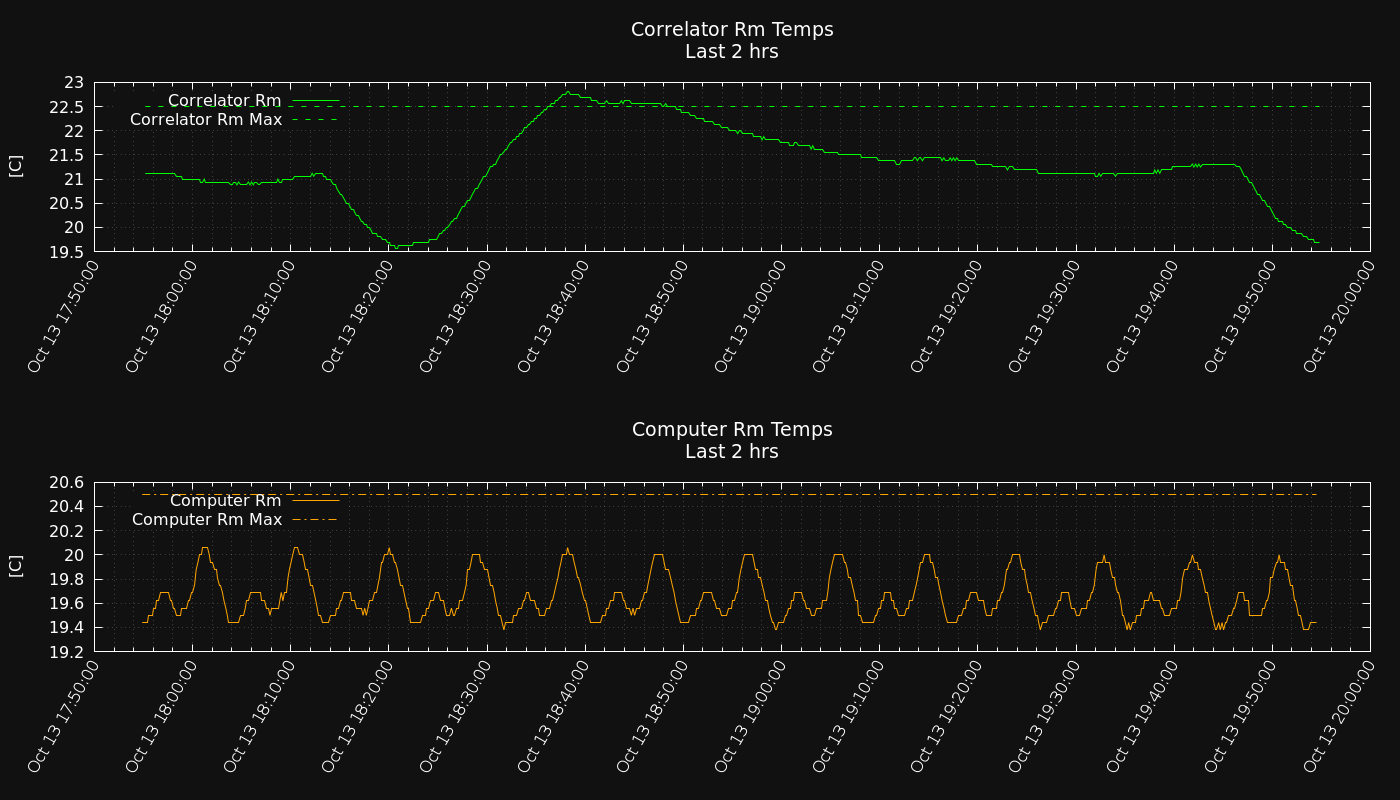 Correlator Rm Temps
Last 2 hrs
[C]
23
22.5
22
21.5
21
20.5
20
19.5
Correlator Rm
Correlator Rm Max
Oct 13 17:50:00
Oct 13 18:00:00
Oct 13 18:10:00
Oct 13 18:20:00
Oct 13 18:30:00
Oct 13 18:40:00
Oct 13 18:50:00
Oct 13 19:00:00
Oct 13 19:10:00
Oct 13 19:20:00
Oct 13 19:30:00
Oct 13 19:40:00
Oct 13 19:50:00
Oct 13 20:00:00
Computer Rm Temps
Last 2 hrs
[C]
20.6
20.4
20.2
20
19.8
19.6
19.4
19.2
Computer Rm
Computer Rm Max
Oct 13 17:50:00
Oct 13 18:00:00
Oct 13 18:10:00
Oct 13 18:20:00
Oct 13 18:30:00
Oct 13 18:40:00
Oct 13 18:50:00
Oct 13 19:00:00
Oct 13 19:10:00
Oct 13 19:20:00
Oct 13 19:30:00
Oct 13 19:40:00
Oct 13 19:50:00
Oct 13 20:00:00